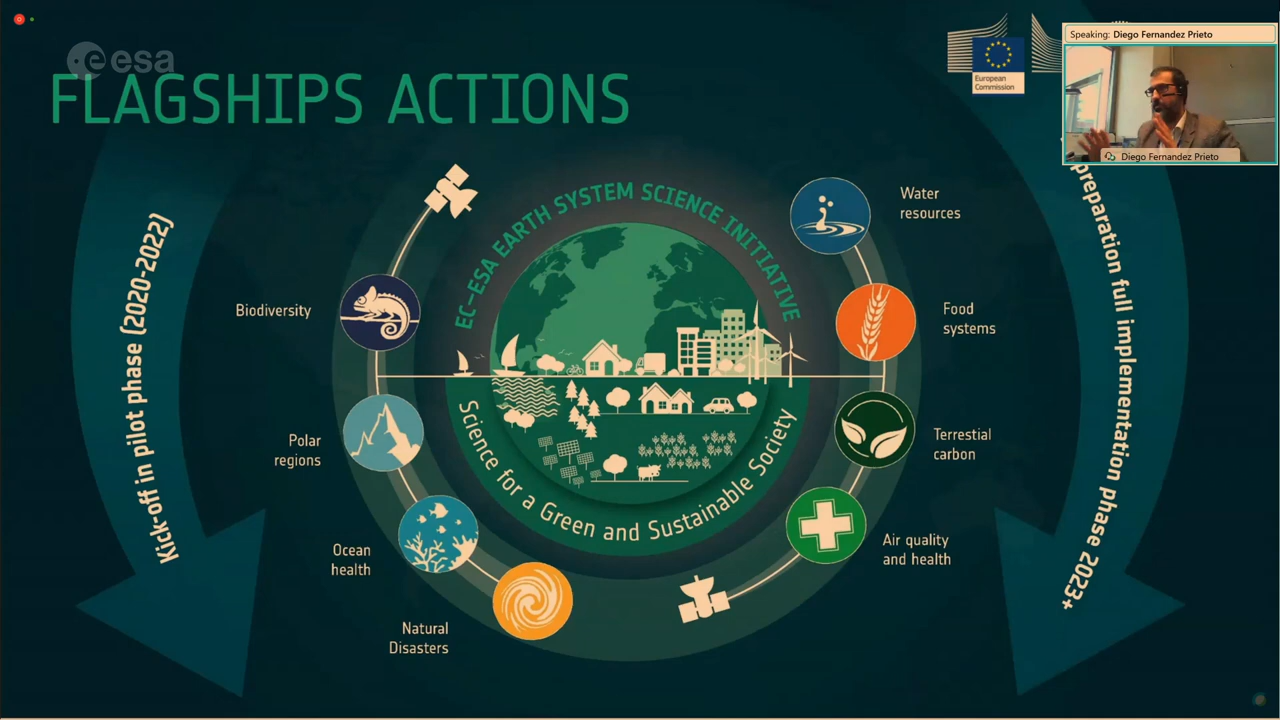 esa
FLAGSHIPS ACTIONS
European
Commission
Speaking: Diego Fernandez Prieto
Diego Fernandez Prieto
Kick-off in pilot phase (2020-2022)
EC-ESA EARTH SYSTEM SCIENCE INITIATIVE
Science for a Green and Sustainable Society
Biodiversity
Polar
regions
Ocean
health
Natural
Disasters
Water
resources
Food
systems
Terrestial
carbon
Air quality
and health
preparation full implementation phase 2023+